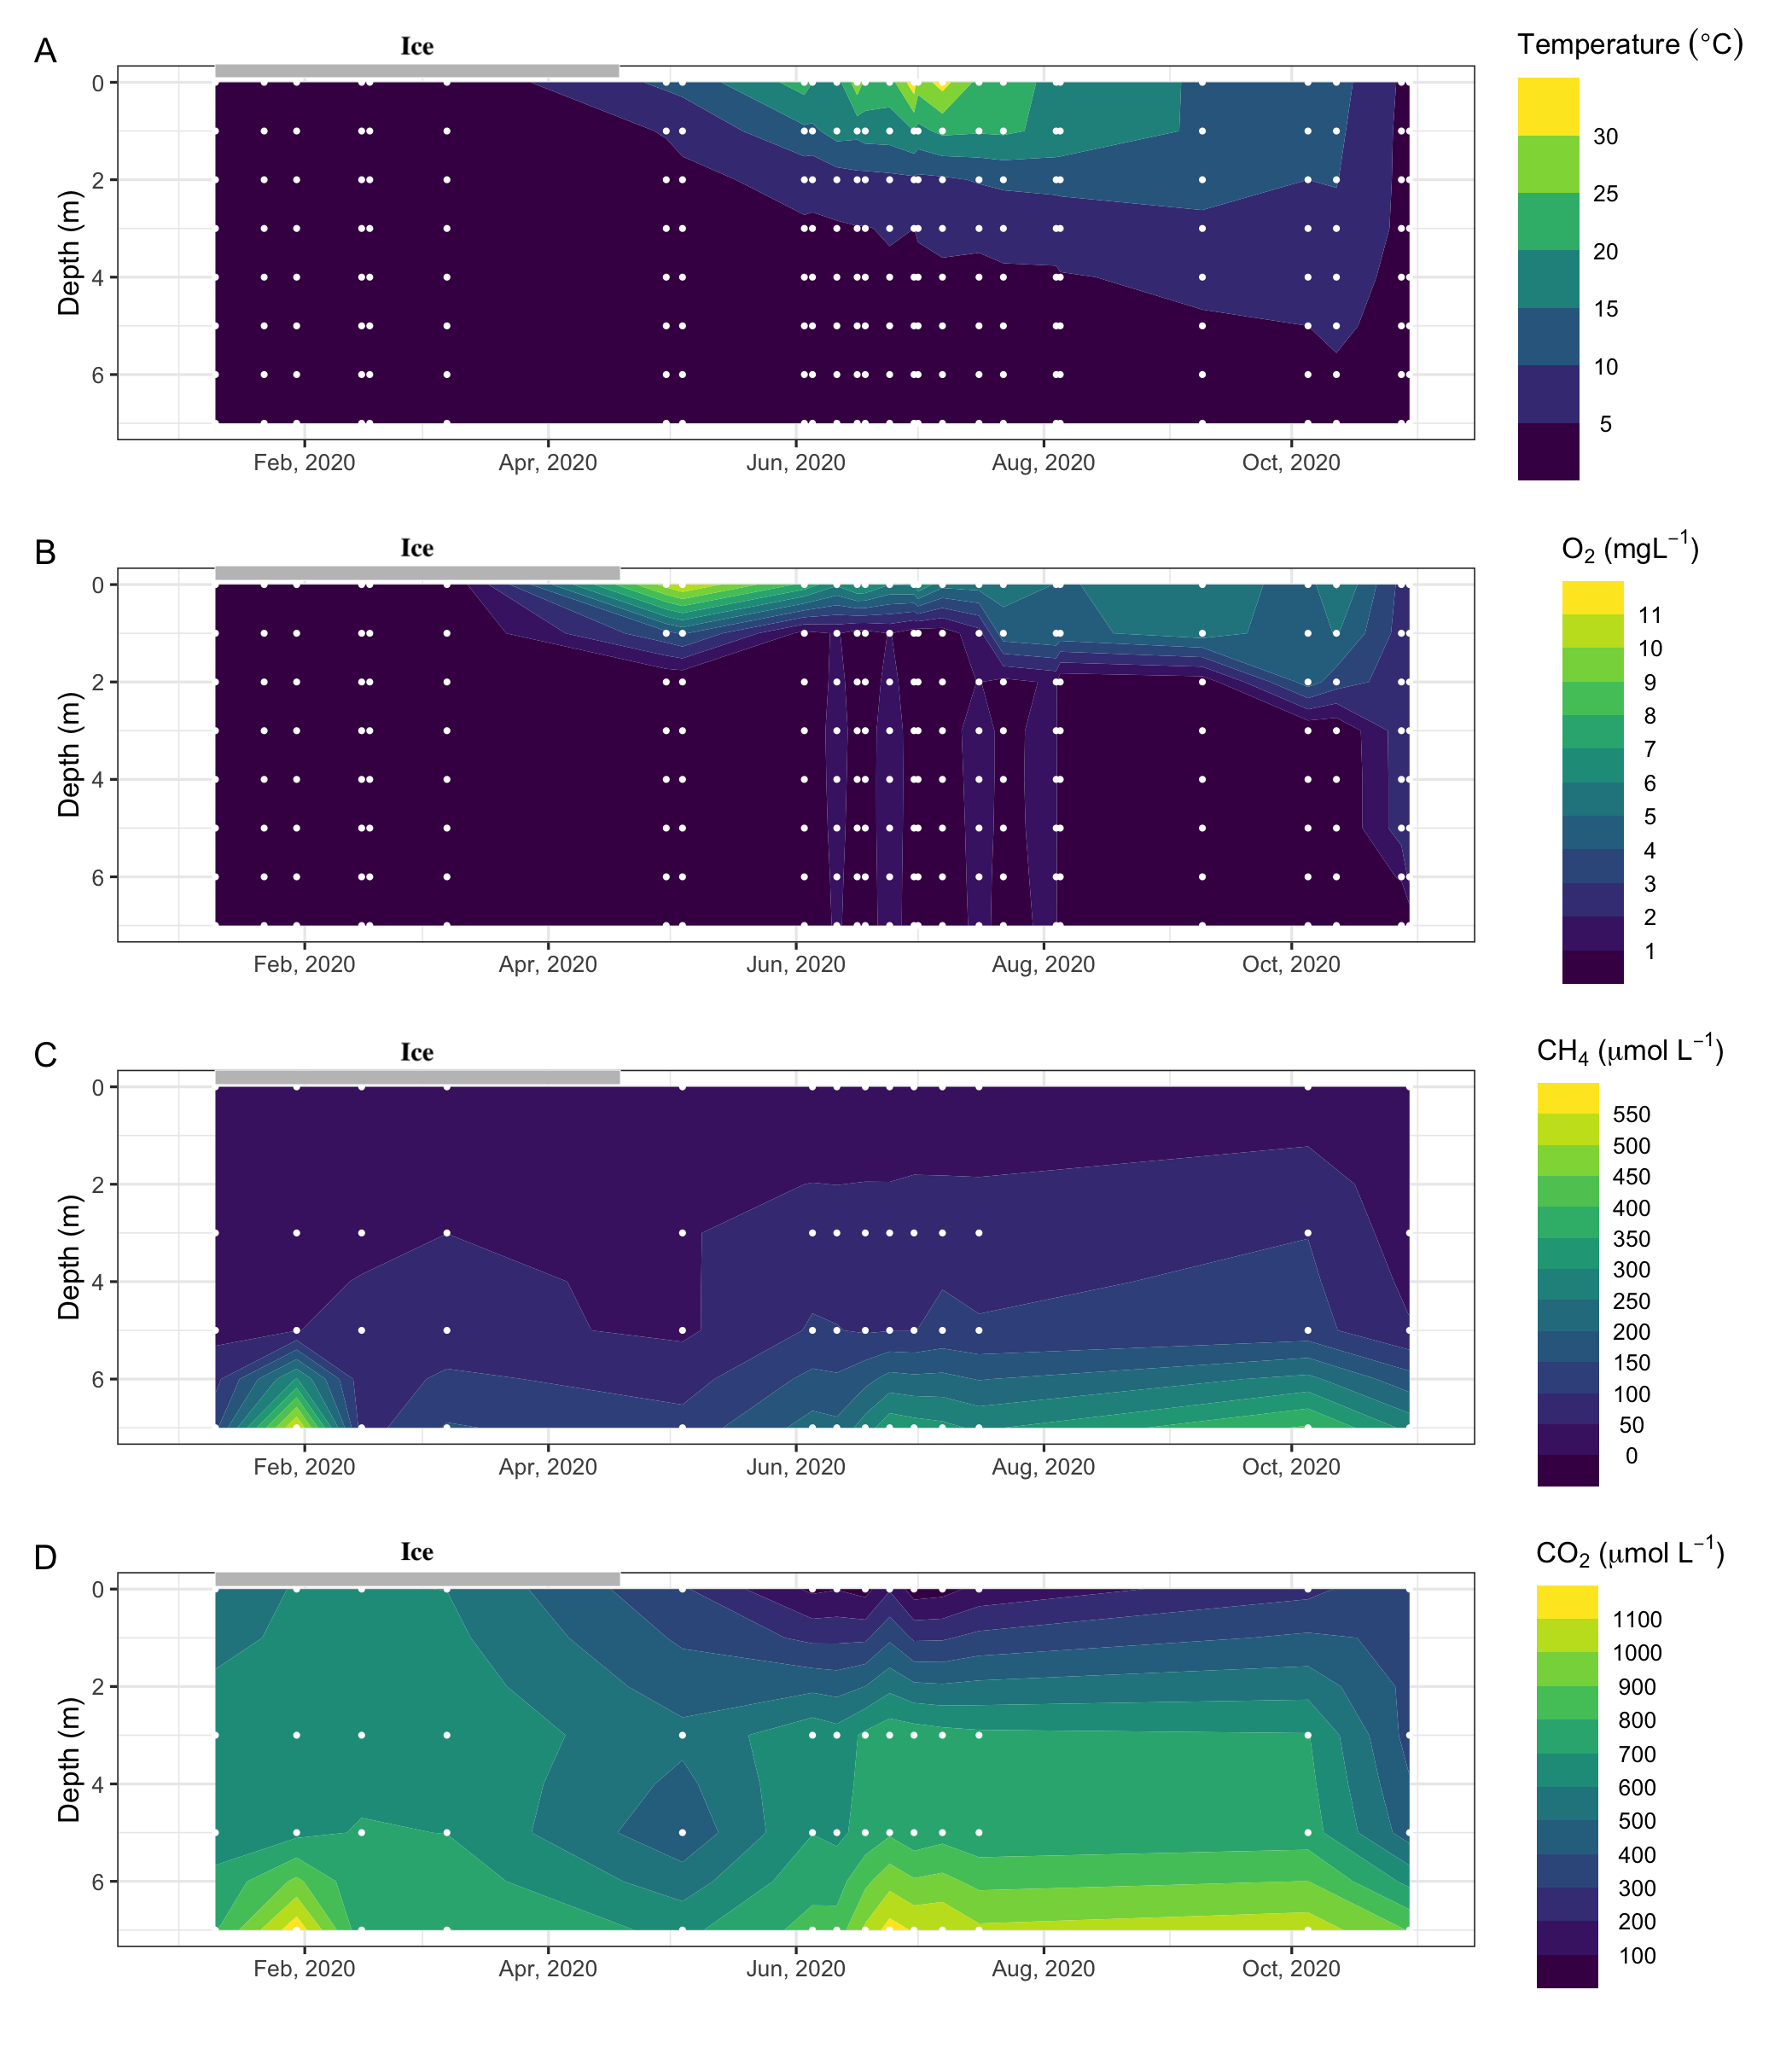 A
Ice
Temperature (°C)
Depth (m)
0
2
4
6
Feb, 2020
Apr, 2020
Jun, 2020
Aug, 2020
Oct, 2020
30
25
20
15
10
5
B
Ice
O₂ (mgL⁻¹)
Depth (m)
0
2
4
6
Feb, 2020
Apr, 2020
Jun, 2020
Aug, 2020
Oct, 2020
11
10
9
8
7
6
5
4
3
2
1
C
Ice
CH₄ (μmol L⁻¹)
Depth (m)
0
2
4
6
Feb, 2020
Apr, 2020
Jun, 2020
Aug, 2020
Oct, 2020
550
500
450
400
350
300
250
200
150
100
50
0
D
Ice
CO₂ (μmol L⁻¹)
Depth (m)
0
2
4
6
Feb, 2020
Apr, 2020
Jun, 2020
Aug, 2020
Oct, 2020
1100
1000
900
800
700
600
500
400
300
200
100